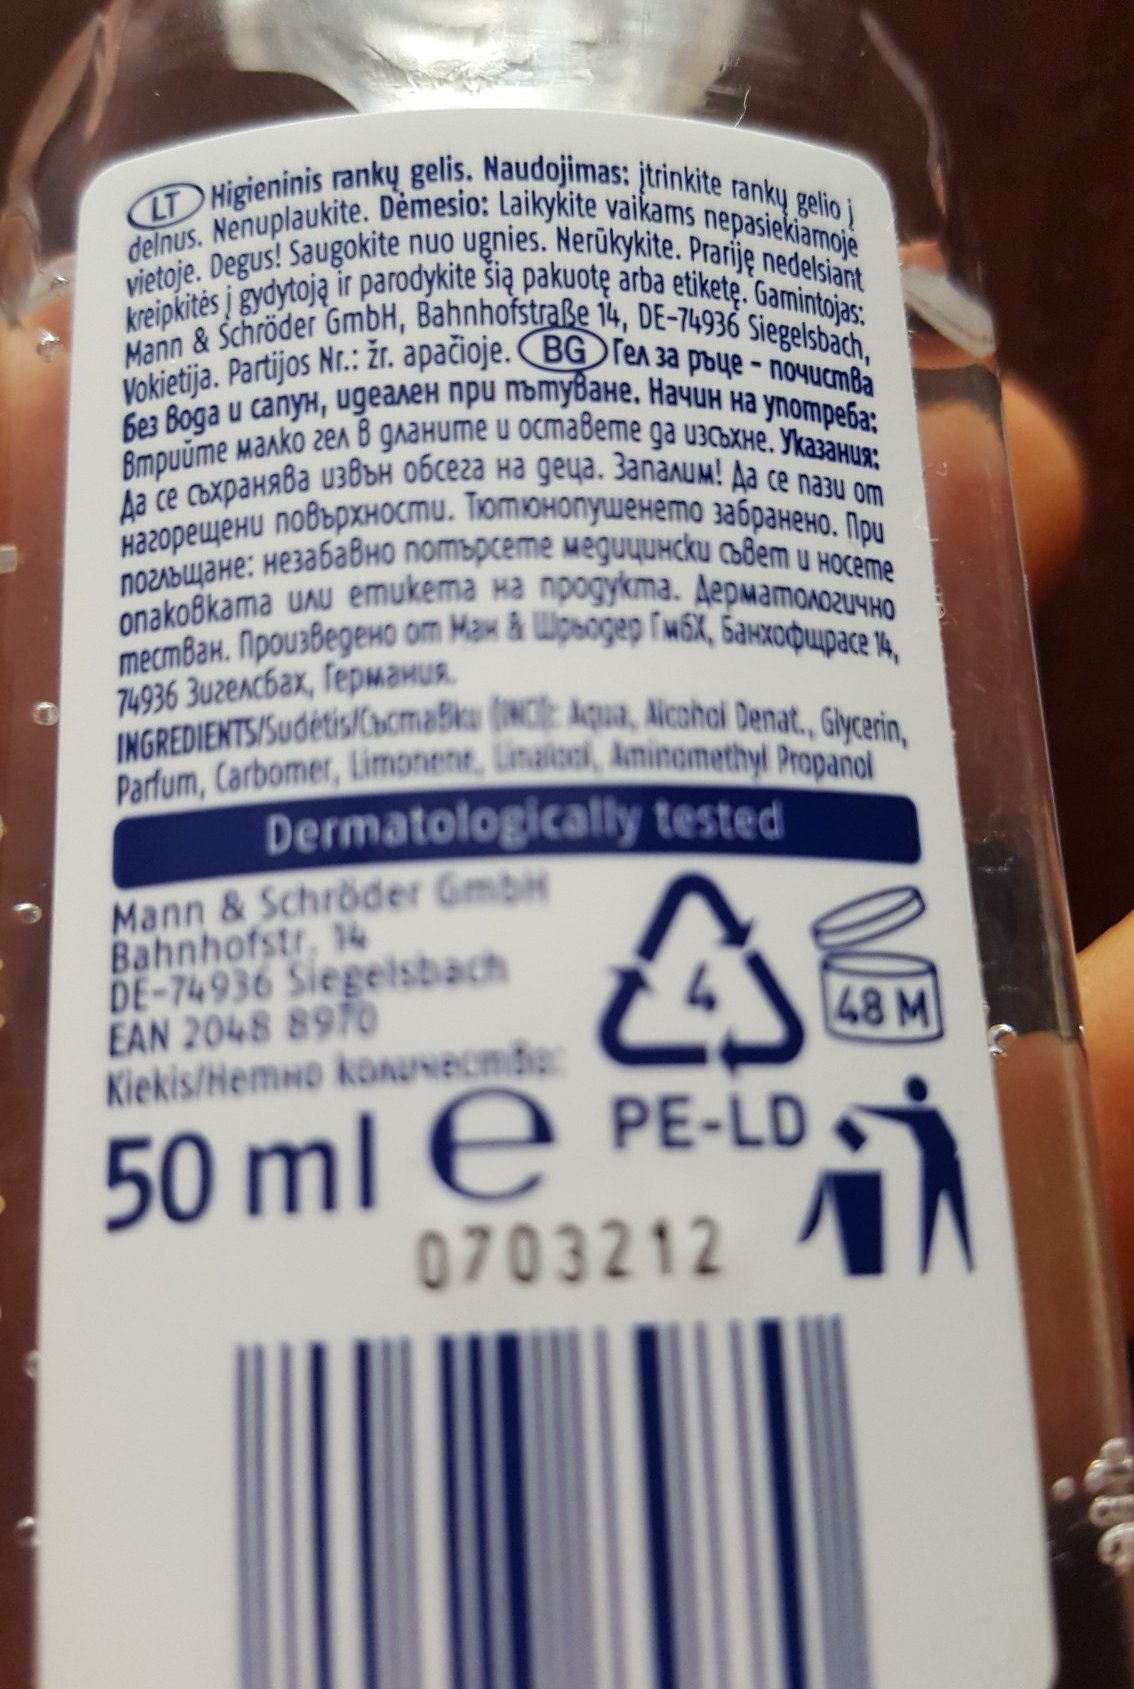 LT Higieninis rankų gelis. Naudojimas: įtrinkite rankų gelio į
delnus. Nenuplaukite. Dėmesio: Laikykite vaikams nepasiekiamoje
vietoje. Degus! Saugokite nuo ugnies. Nerūkykite. Prariję nedelsiant
kreipkitės į gydytoją ir parodykite šią pakuotę arba etiketę. Gamintojas:
Mann & Schröder GmbH, Bahnhofstraße 14, DE-74936 Siegelsbach,
Vokietija. Partijos Nr.: žr. apačioje. BG Гел за ръце - почиства
без вода и сапун, идеален при пътуване. Начин на употреба:
Втрийте малко гел в дланите и оставете да изсъхне. Указания:
Да се съхранява извън обсега на деца. Запалим! Да се пази от
нагорещени повърхности. Тютюнопушенето забранено. При
поглъщане: незабавно потърсете медицински съвет и носете
опаковката или етикета на продукта. Дерматологично
тестван. Произведено от Ман & Шрьодер ГмбХ, Банхофщрасе 14,
74936 Зигелсбах, Германия.
INGREDIENTS/Sudėtis/Съставки (INCI): Aqua, Alcohol Denat., Glycerin,
Parfum, Carbomer, Limonene, Linalool, Aminomethyl Propanol
Dermatologically tested
Mann & Schröder GmbH
Bahnhofstr. 14
DE-74936 Siegelsbach
EAN 2048 8970
Kiekis/Нетно количество:
50 ml e
4
PE-LD
48 M
0703212